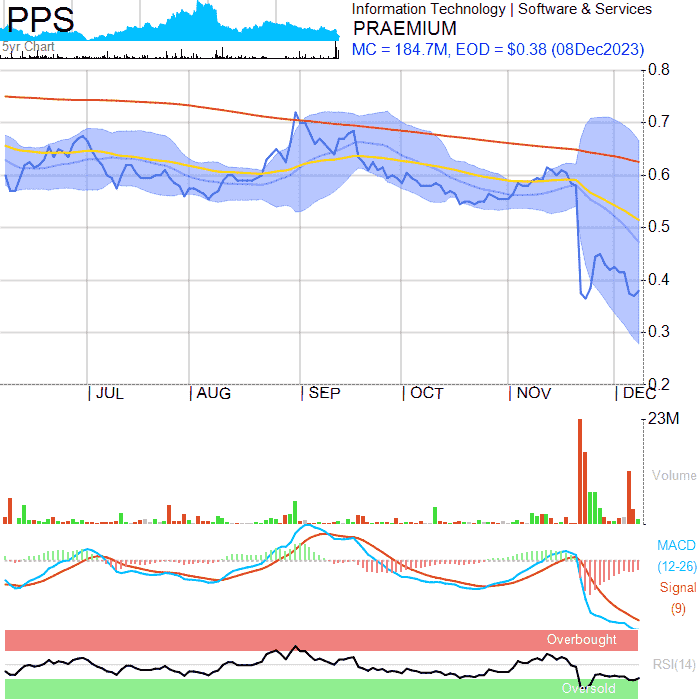 PPS
Information Technology | Software & Services
PRAEMIUM
5yr Chart
MC = 184.7M, EOD = $0.38 (08Dec2023)
0.8
0.7
0.6
0.5
0.4
0.3
0.2
JUL AUG SEP OCT NOV DEC
23M
Volume
MACD
(12-26)
Signal
(9)
Overbought
RSI(14)
Oversold